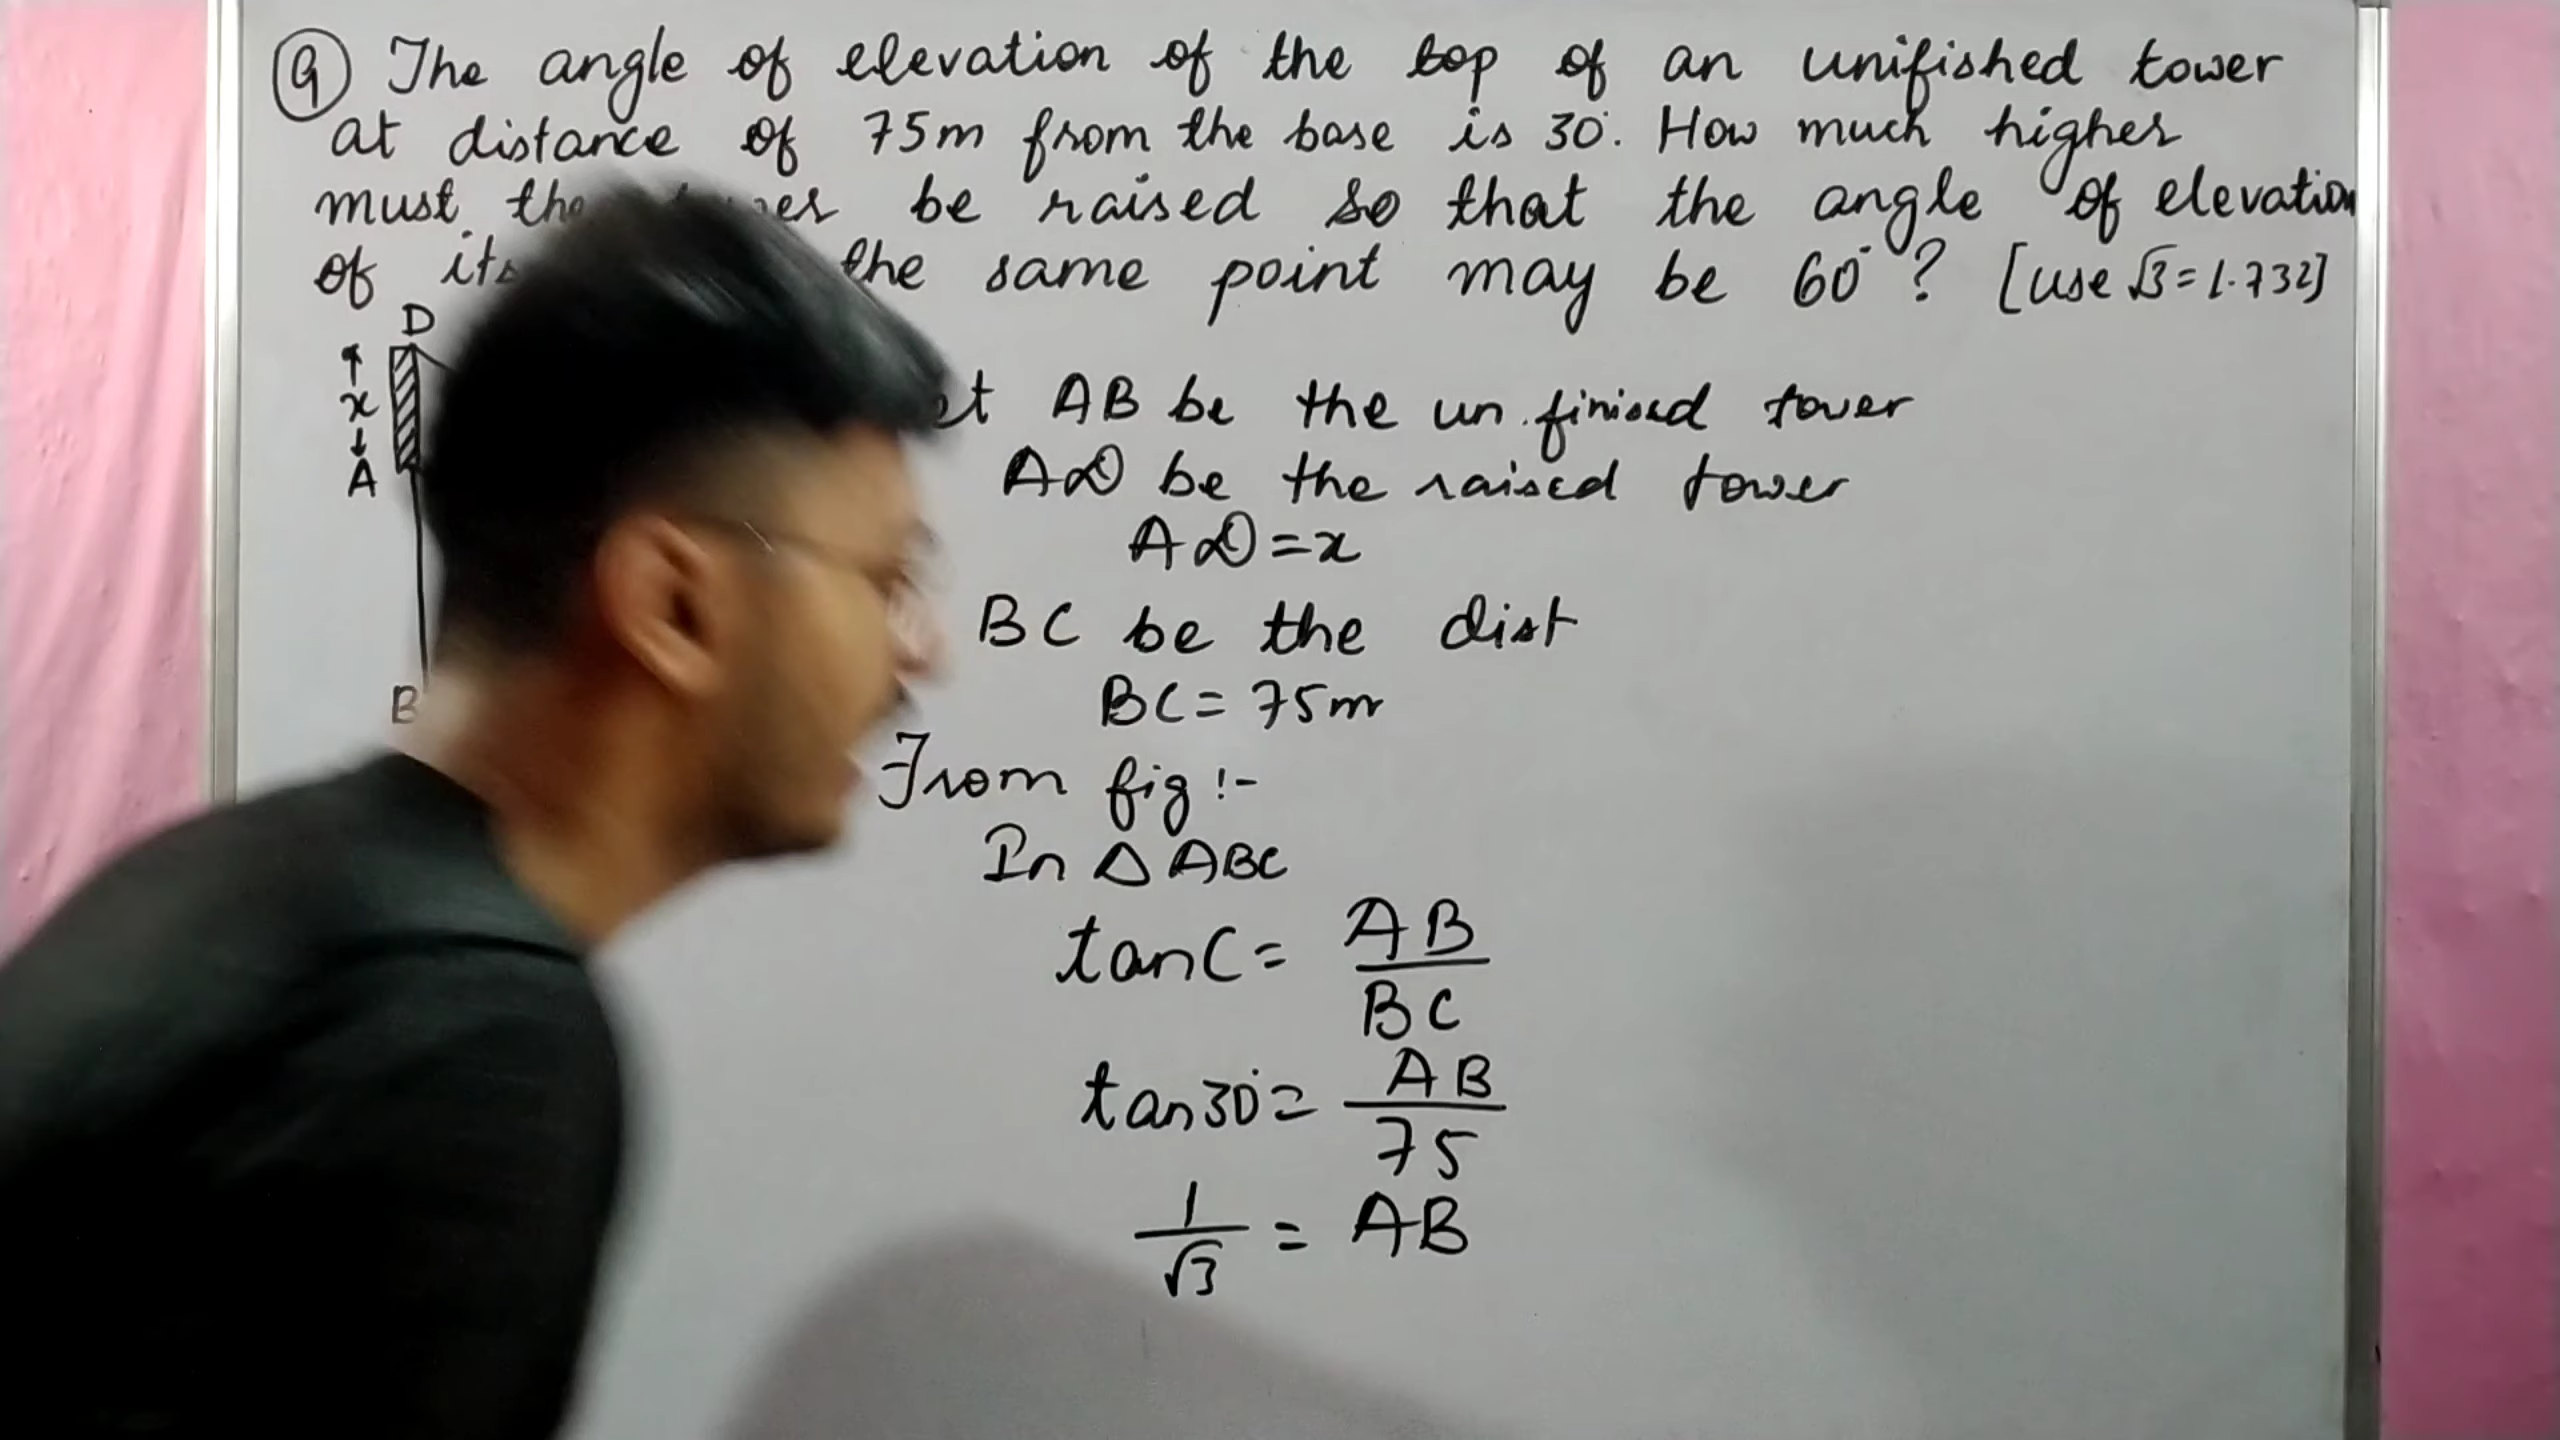 Q The angle of elevation of the top of an unifished tower
at distance of 75m from the base is 30°. How much higher
must the be raised so that the angle of elevation
of its the same point may be 60°? [use √3=1.732]
D
x
A
B
AB be the un finised tower
AD be the raised tower
AD=x
BC be the dist
BC=75m
From fig:-
In △ABC
tanC= AB/BC
tan30°= AB/75
1/√3 = AB